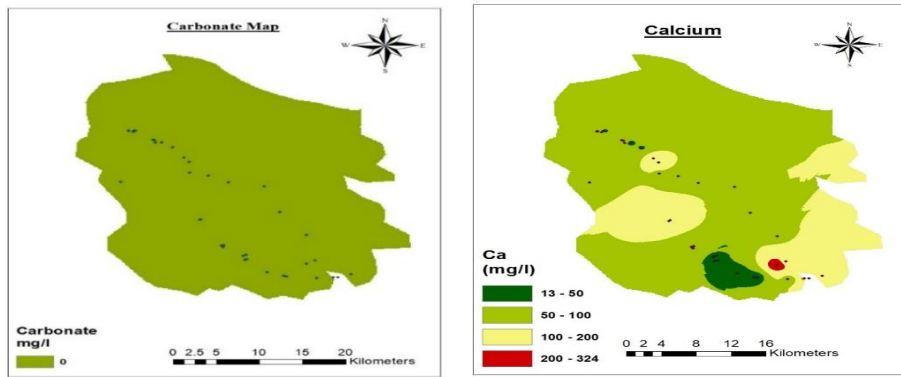 Carbonate Map
N
W E
S
Carbonate
mg/l
0
0 2.5 5 10 15 20
Kilometers
Calcium
N
W E
S
Ca
(mg/l)
13 - 50
50 - 100
100 - 200
200 - 324
0 2 4 8 12 16
Kilometers